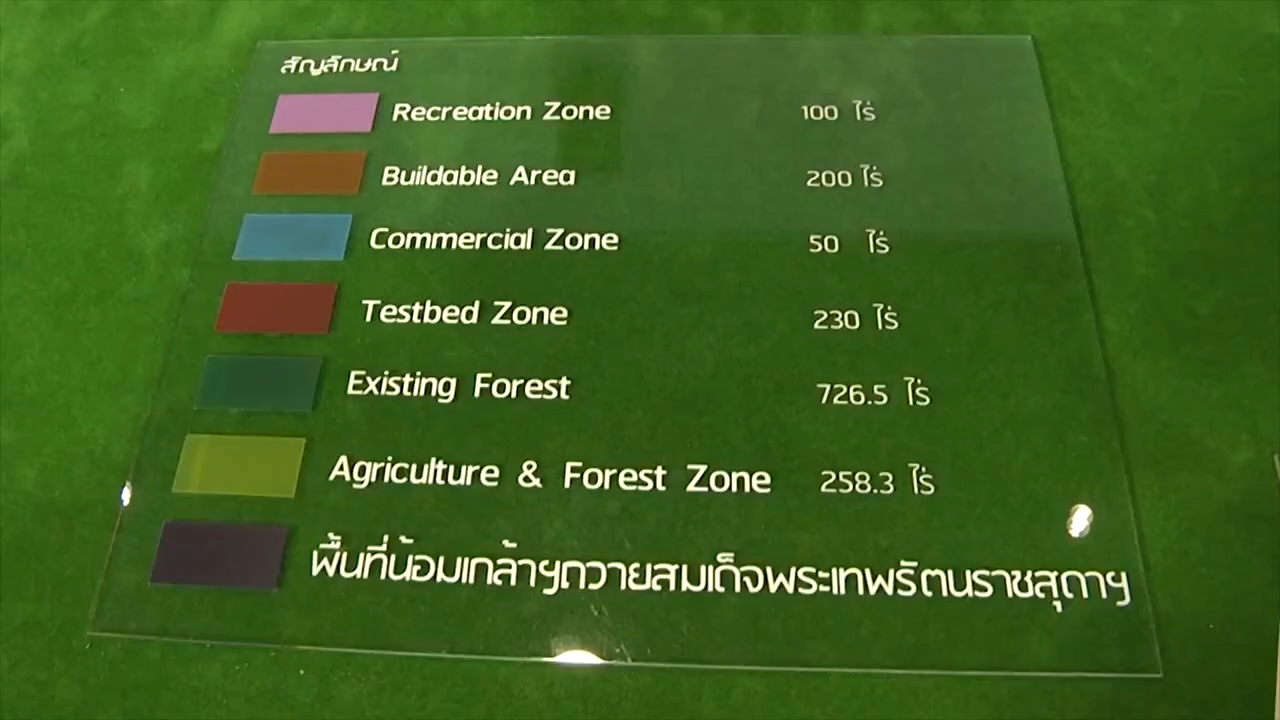 สัญลักษณ์
Recreation Zone 100 ไร่
Buildable Area 200 ไร่
Commercial Zone 50 ไร่
Testbed Zone 230 ไร่
Existing Forest 726.5 ไร่
Agriculture & Forest Zone 258.3 ไร่
พื้นที่น้อมเกล้าฯถวายสมเด็จพระเทพรัตนราชสุดาฯ